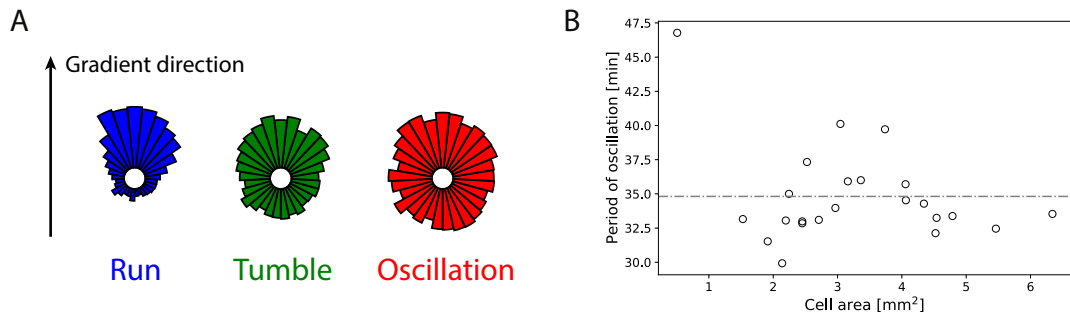 A
Gradient direction
Run
Tumble
Oscillation
B
Period of oscillation [min]
47.5
45.0
42.5
40.0
37.5
35.0
32.5
30.0
1 2 3 4 5 6
Cell area [mm²]